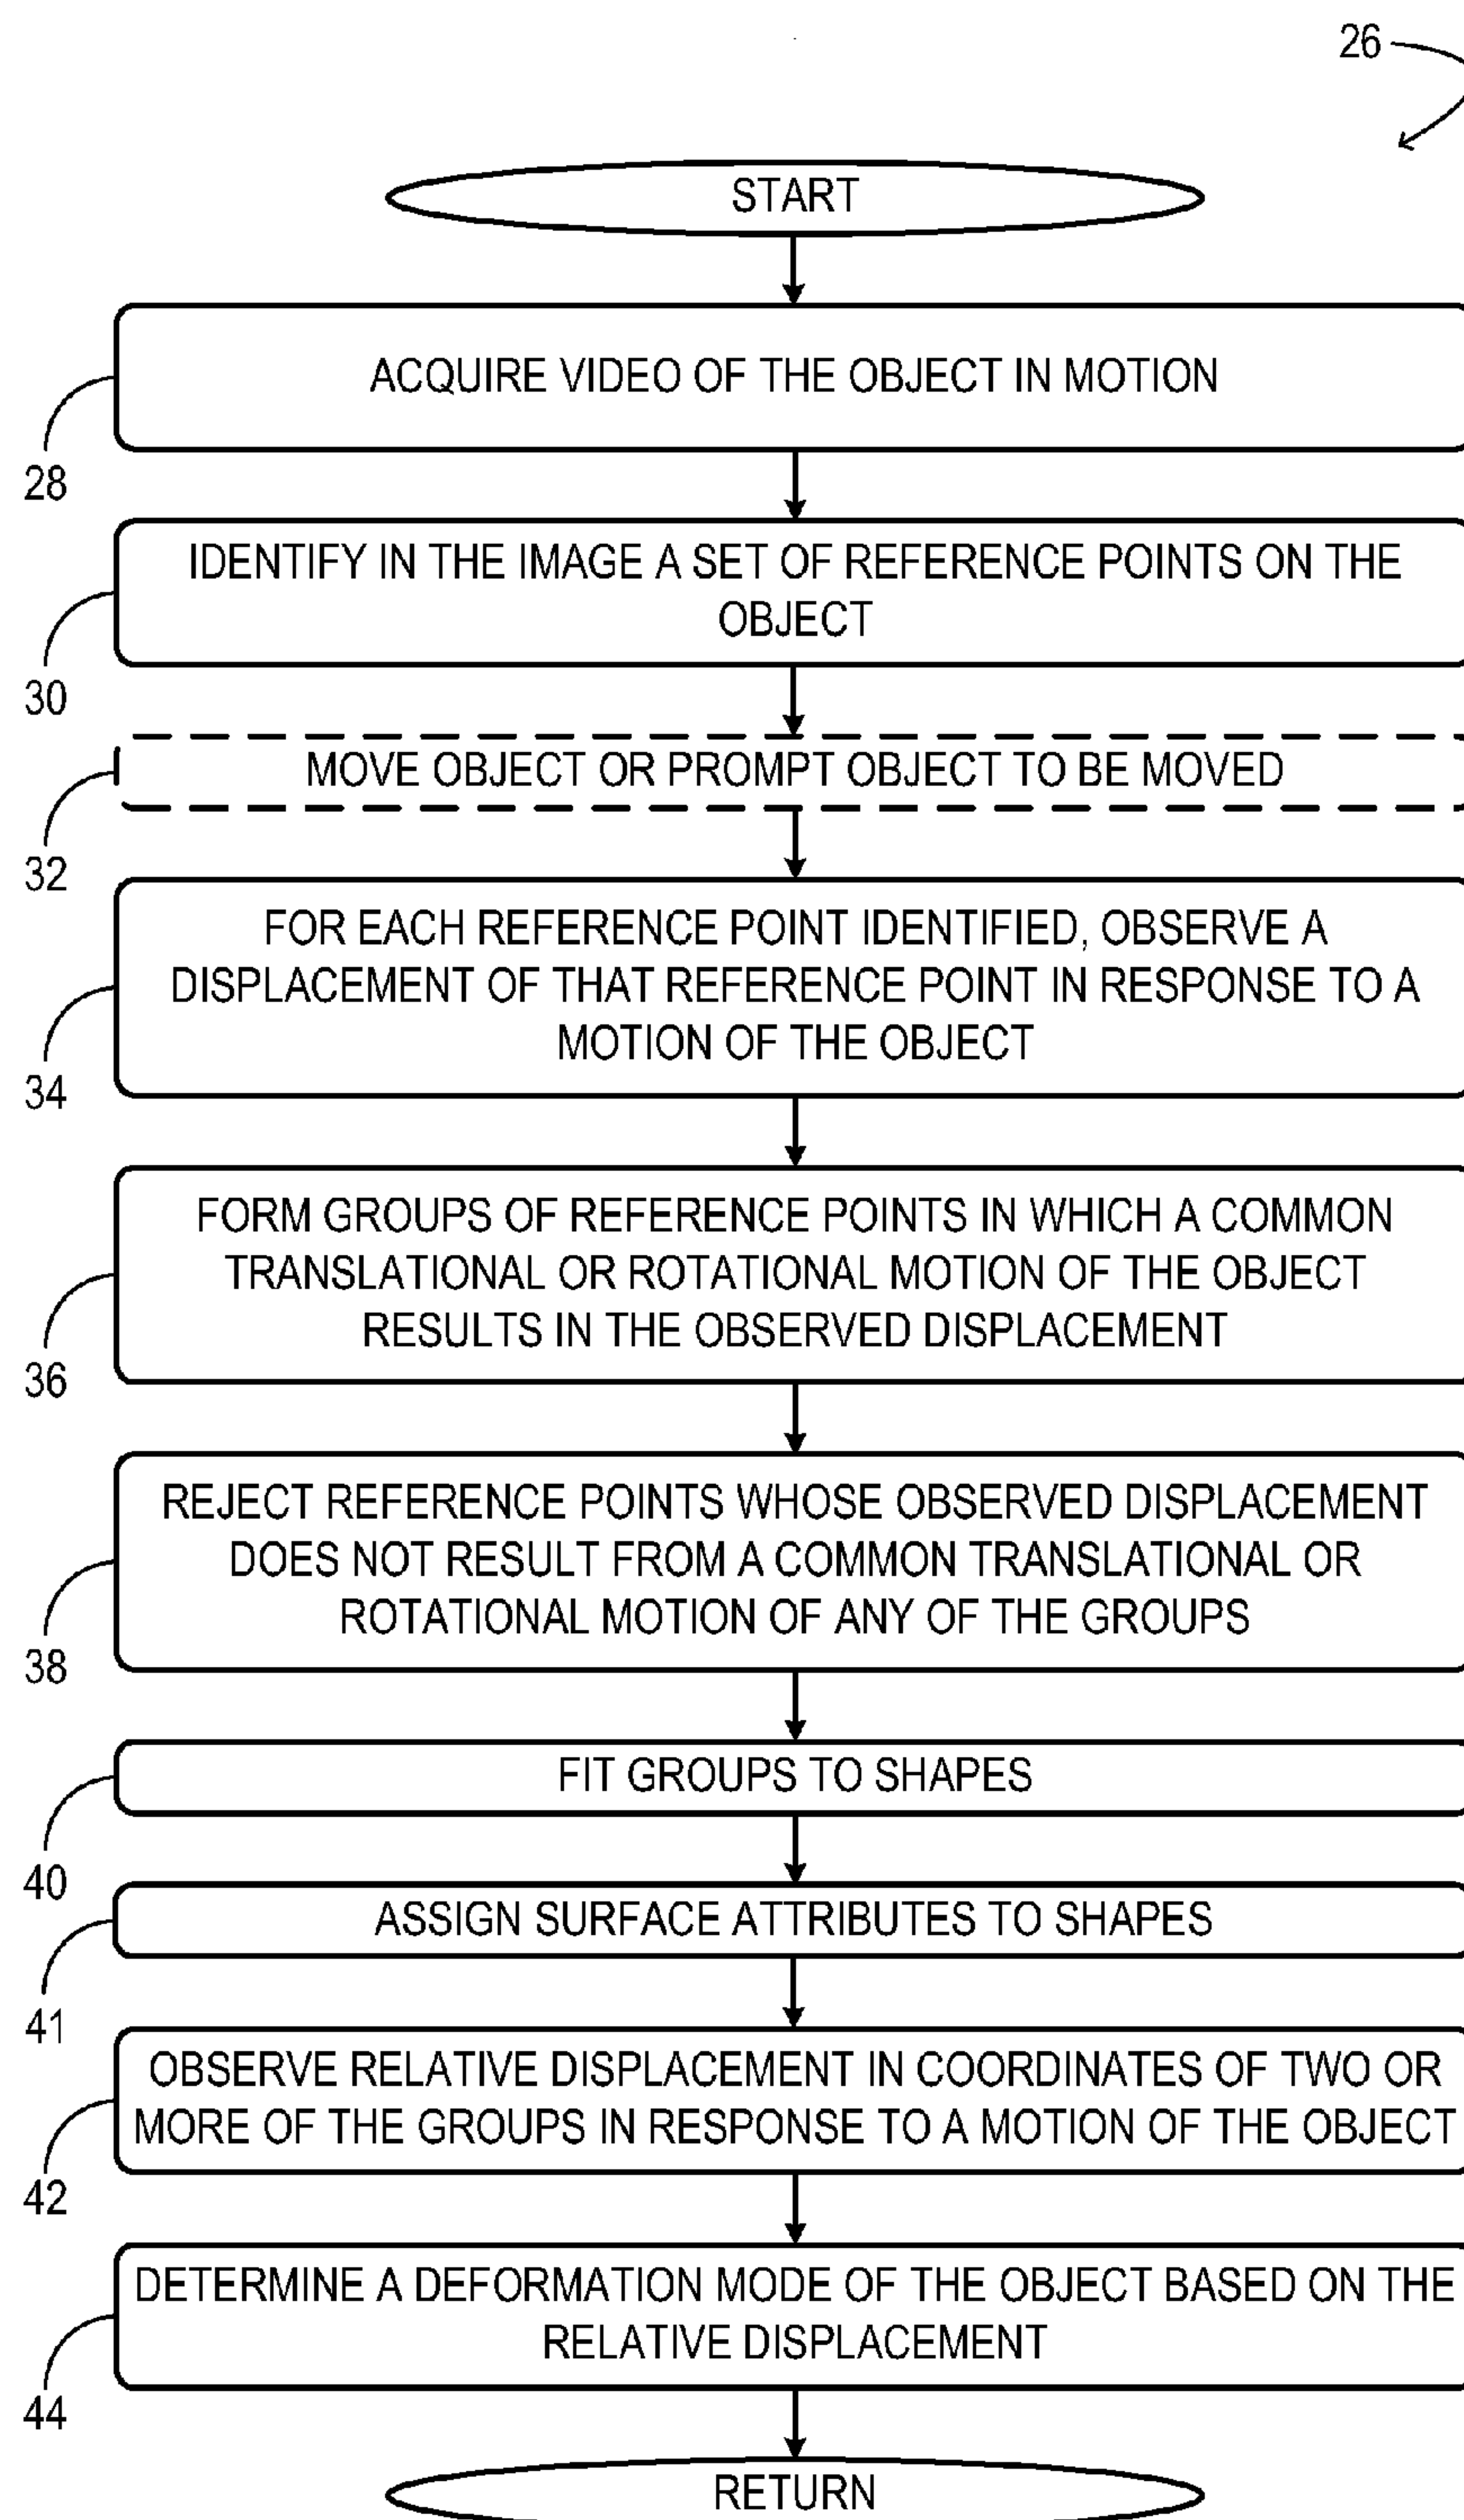 26
START
ACQUIRE VIDEO OF THE OBJECT IN MOTION
28
IDENTIFY IN THE IMAGE A SET OF REFERENCE POINTS ON THE
OBJECT
30
MOVE OBJECT OR PROMPT OBJECT TO BE MOVED
32
FOR EACH REFERENCE POINT IDENTIFIED, OBSERVE A
DISPLACEMENT OF THAT REFERENCE POINT IN RESPONSE TO A
MOTION OF THE OBJECT
34
FORM GROUPS OF REFERENCE POINTS IN WHICH A COMMON
TRANSLATIONAL OR ROTATIONAL MOTION OF THE OBJECT
RESULTS IN THE OBSERVED DISPLACEMENT
36
REJECT REFERENCE POINTS WHOSE OBSERVED DISPLACEMENT
DOES NOT RESULT FROM A COMMON TRANSLATIONAL OR
ROTATIONAL MOTION OF ANY OF THE GROUPS
38
FIT GROUPS TO SHAPES
40
ASSIGN SURFACE ATTRIBUTES TO SHAPES
41
OBSERVE RELATIVE DISPLACEMENT IN COORDINATES OF TWO OR
MORE OF THE GROUPS IN RESPONSE TO A MOTION OF THE OBJECT
42
DETERMINE A DEFORMATION MODE OF THE OBJECT BASED ON THE
RELATIVE DISPLACEMENT
44
RETURN